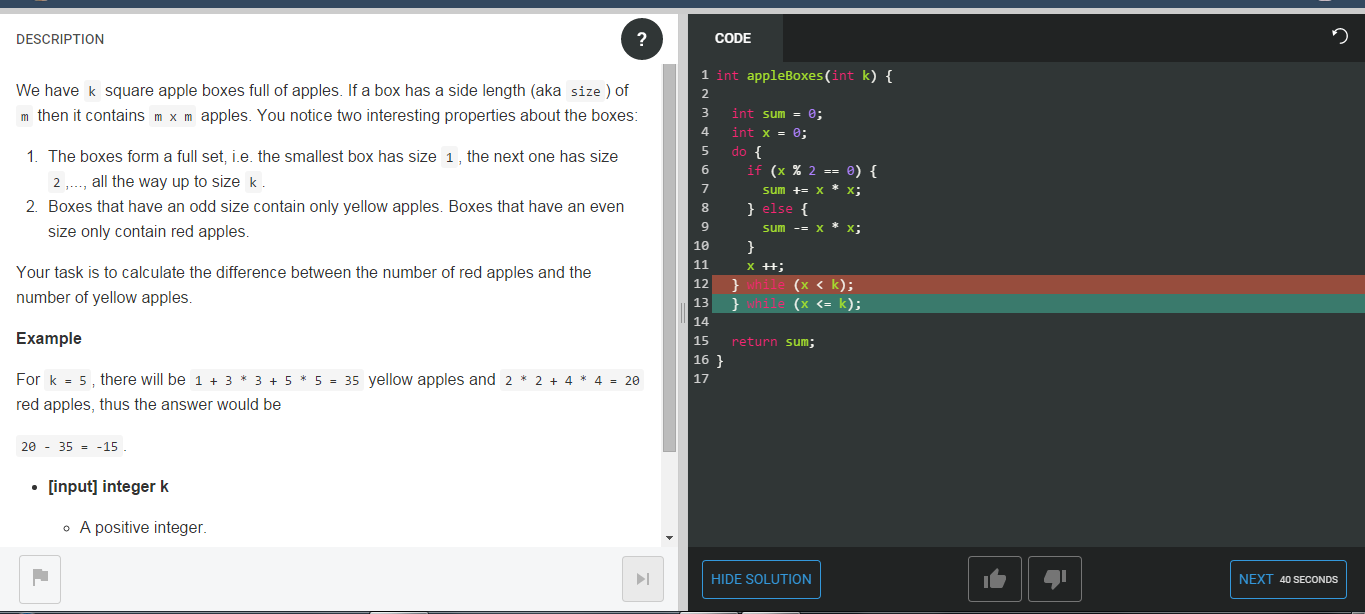 DESCRIPTION
?
We have k square apple boxes full of apples. If a box has a side length (aka size ) of
m then it contains m x m apples. You notice two interesting properties about the boxes:
1. The boxes form a full set, i.e. the smallest box has size 1 , the next one has size
2 ,..., all the way up to size k .
2. Boxes that have an odd size contain only yellow apples. Boxes that have an even
size only contain red apples.
Your task is to calculate the difference between the number of red apples and the
number of yellow apples.
Example
For k = 5 , there will be 1 + 3 * 3 + 5 * 5 = 35 yellow apples and 2 * 2 + 4 * 4 = 20
red apples, thus the answer would be
20 - 35 = -15 .
• [input] integer k
○ A positive integer.
CODE
1 int appleBoxes(int k) {
2
3   int sum = 0;
4   int x = 0;
5   do {
6     if (x % 2 == 0) {
7       sum += x * x;
8     } else {
9       sum -= x * x;
10     }
11     x ++;
12   } while (x < k);
13   } while (x <= k);
14
15   return sum;
16 }
17
HIDE SOLUTION
NEXT 40 SECONDS